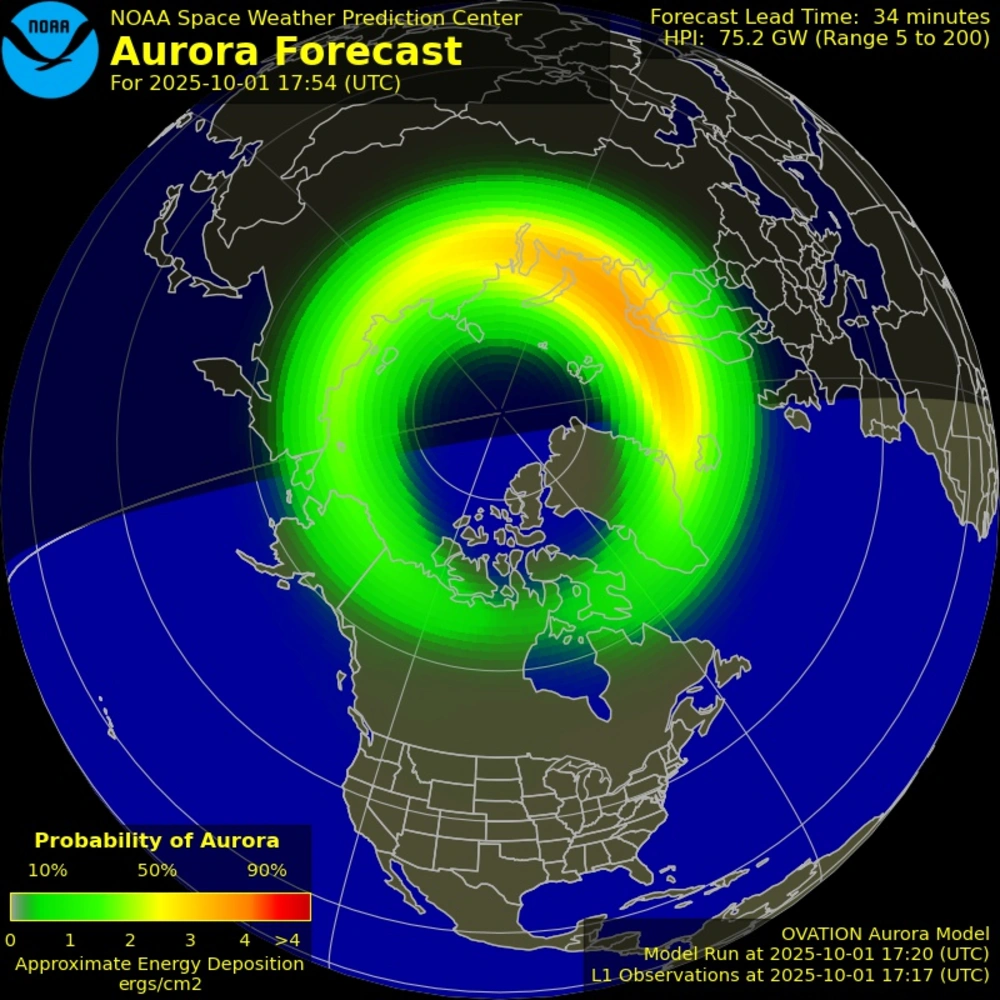 NOAA
NOAA Space Weather Prediction Center
Aurora Forecast
For 2025-10-01 17:54 (UTC)
Forecast Lead Time: 34 minutes
HPI: 75.2 GW (Range 5 to 200)
Probability of Aurora
10% 50% 90%
0 1 2 3 4 >4
Approximate Energy Deposition
ergs/cm2
OVATION Aurora Model
Model Run at 2025-10-01 17:20 (UTC)
L1 Observations at 2025-10-01 17:17 (UTC)